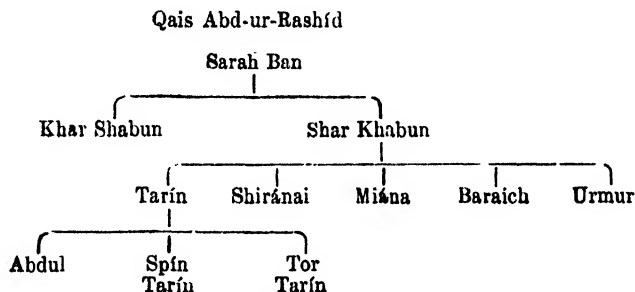 Qais Abd-ur-Rashíd
Sarah Ban
Khar Shabun Shar Khabun
Tarín Shiránai Miána Baraích Urmur
Abdul Spín Tor
Tarín Tarín